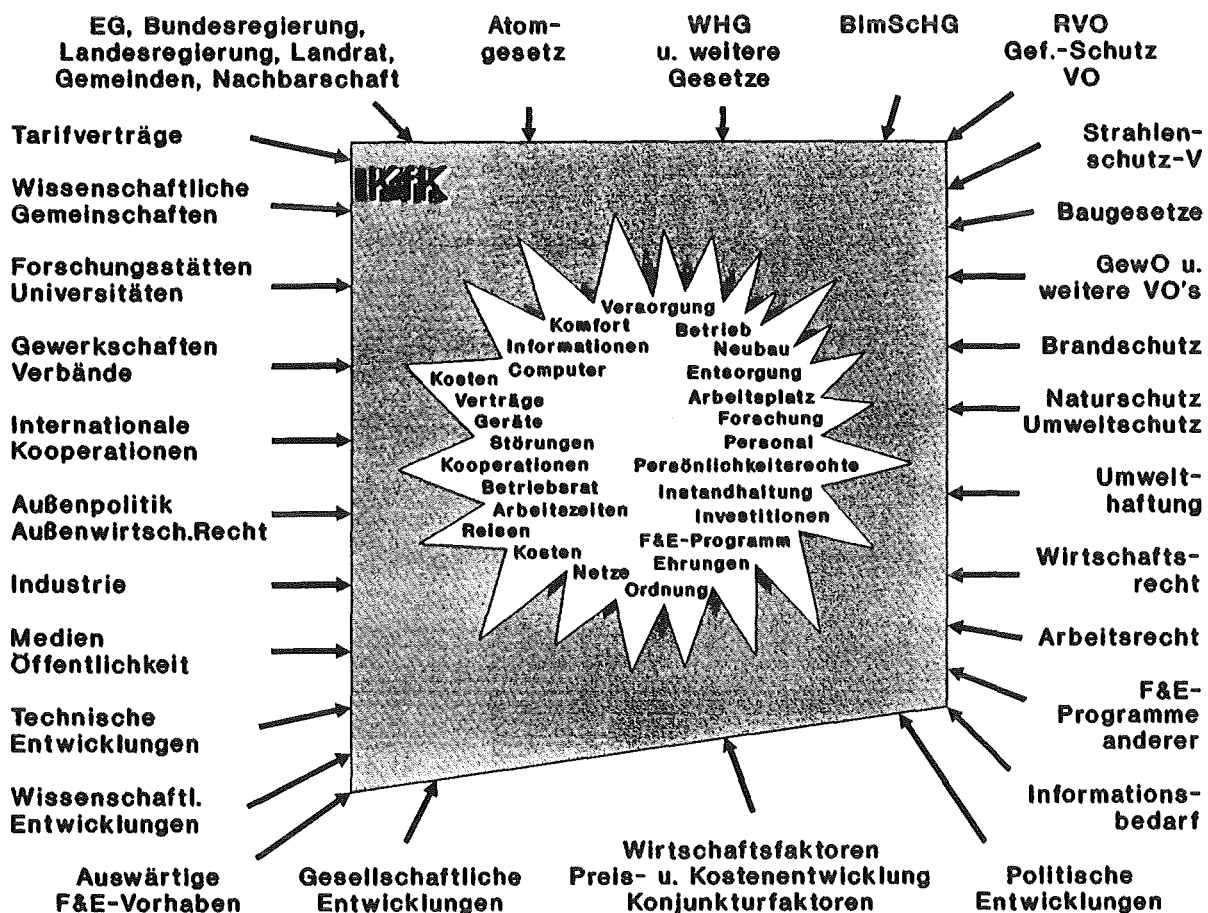 EG, Bundesregierung,
Landesregierung, Landrat,
Gemeinden, Nachbarschaft
Atom-
gesetz
WHG
u. weitere
Gesetze
BImScHG
RVO
Gef.-Schutz
VO
Tarifverträge
Wissenschaftliche
Gemeinschaften
Forschungsstätten
Universitäten
Gewerkschaften
Verbände
Internationale
Kooperationen
Außenpolitik
Außenwirtsch.Recht
Industrie
Medien
Öffentlichkeit
Technische
Entwicklungen
Wissenschaftl.
Entwicklungen
Auswärtige
F&E-Vorhaben
KfK
Versorgung
Komfort
Informationen
Computer
Kosten
Verträge
Geräte
Störungen
Kooperationen
Betriebsrat
Arbeitszeiten
Reisen
Kosten
Netze
Ordnung
Betrieb
Neubau
Entsorgung
Arbeitsplatz
Forschung
Personal
Persönlichkeitsrechte
Instandhaltung
Investitionen
F&E-Programm
Ehrungen
Strahlen-
schutz-V
Baugesetze
GewO u.
weitere VO's
Brandschutz
Naturschutz
Umweltschutz
Umwelt-
haftung
Wirtschafts-
recht
Arbeitsrecht
F&E-
Programme
anderer
Informations-
bedarf
Gesellschaftliche
Entwicklungen
Wirtschaftsfaktoren
Preis- u. Kostenentwicklung
Konjunkturfaktoren
Politische
Entwicklungen